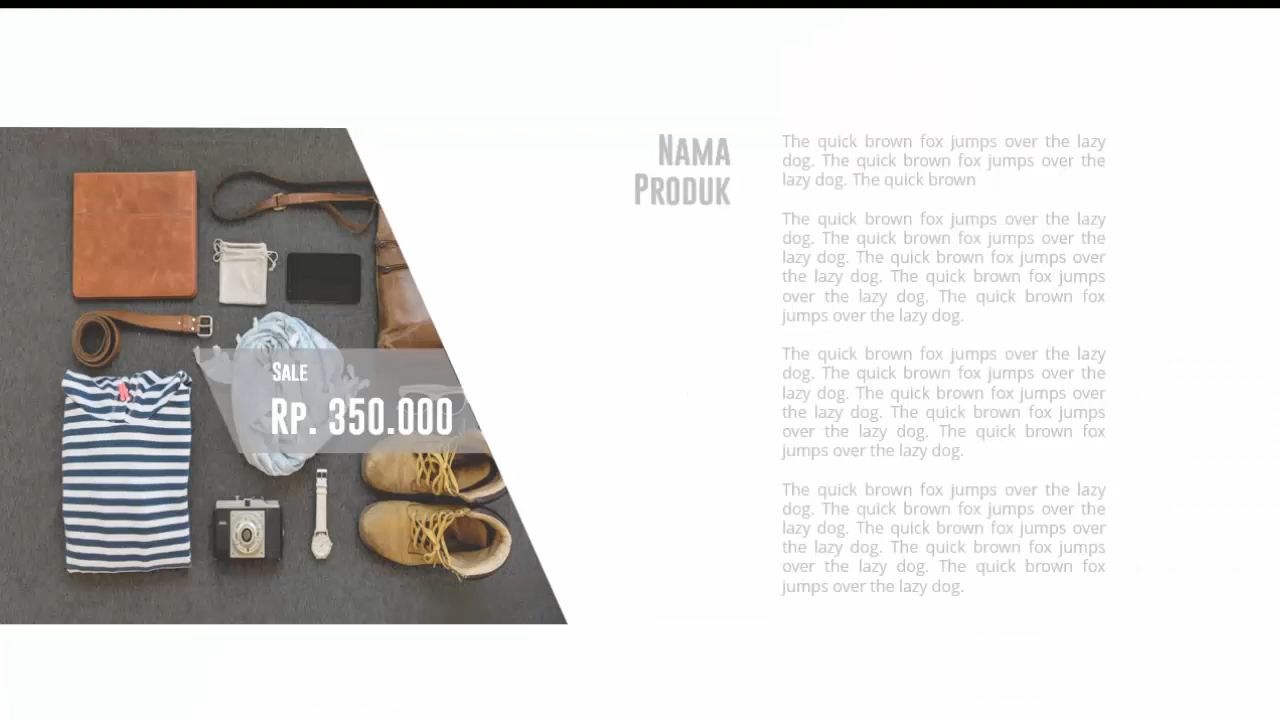 Sale
Rp. 350.000
Nama
Produk
The quick brown fox jumps over the lazy
dog. The quick brown fox jumps over the
lazy dog. The quick brown
The quick brown fox jumps over the lazy
dog. The quick brown fox jumps over the
lazy dog. The quick brown fox jumps over
the lazy dog. The quick brown fox jumps
over the lazy dog. The quick brown fox
jumps over the lazy dog.
The quick brown fox jumps over the lazy
dog. The quick brown fox jumps over the
lazy dog. The quick brown fox jumps over
the lazy dog. The quick brown fox jumps
over the lazy dog. The quick brown fox
jumps over the lazy dog.
The quick brown fox jumps over the lazy
dog. The quick brown fox jumps over the
lazy dog. The quick brown fox jumps over
the lazy dog. The quick brown fox jumps
over the lazy dog. The quick brown fox
jumps over the lazy dog.